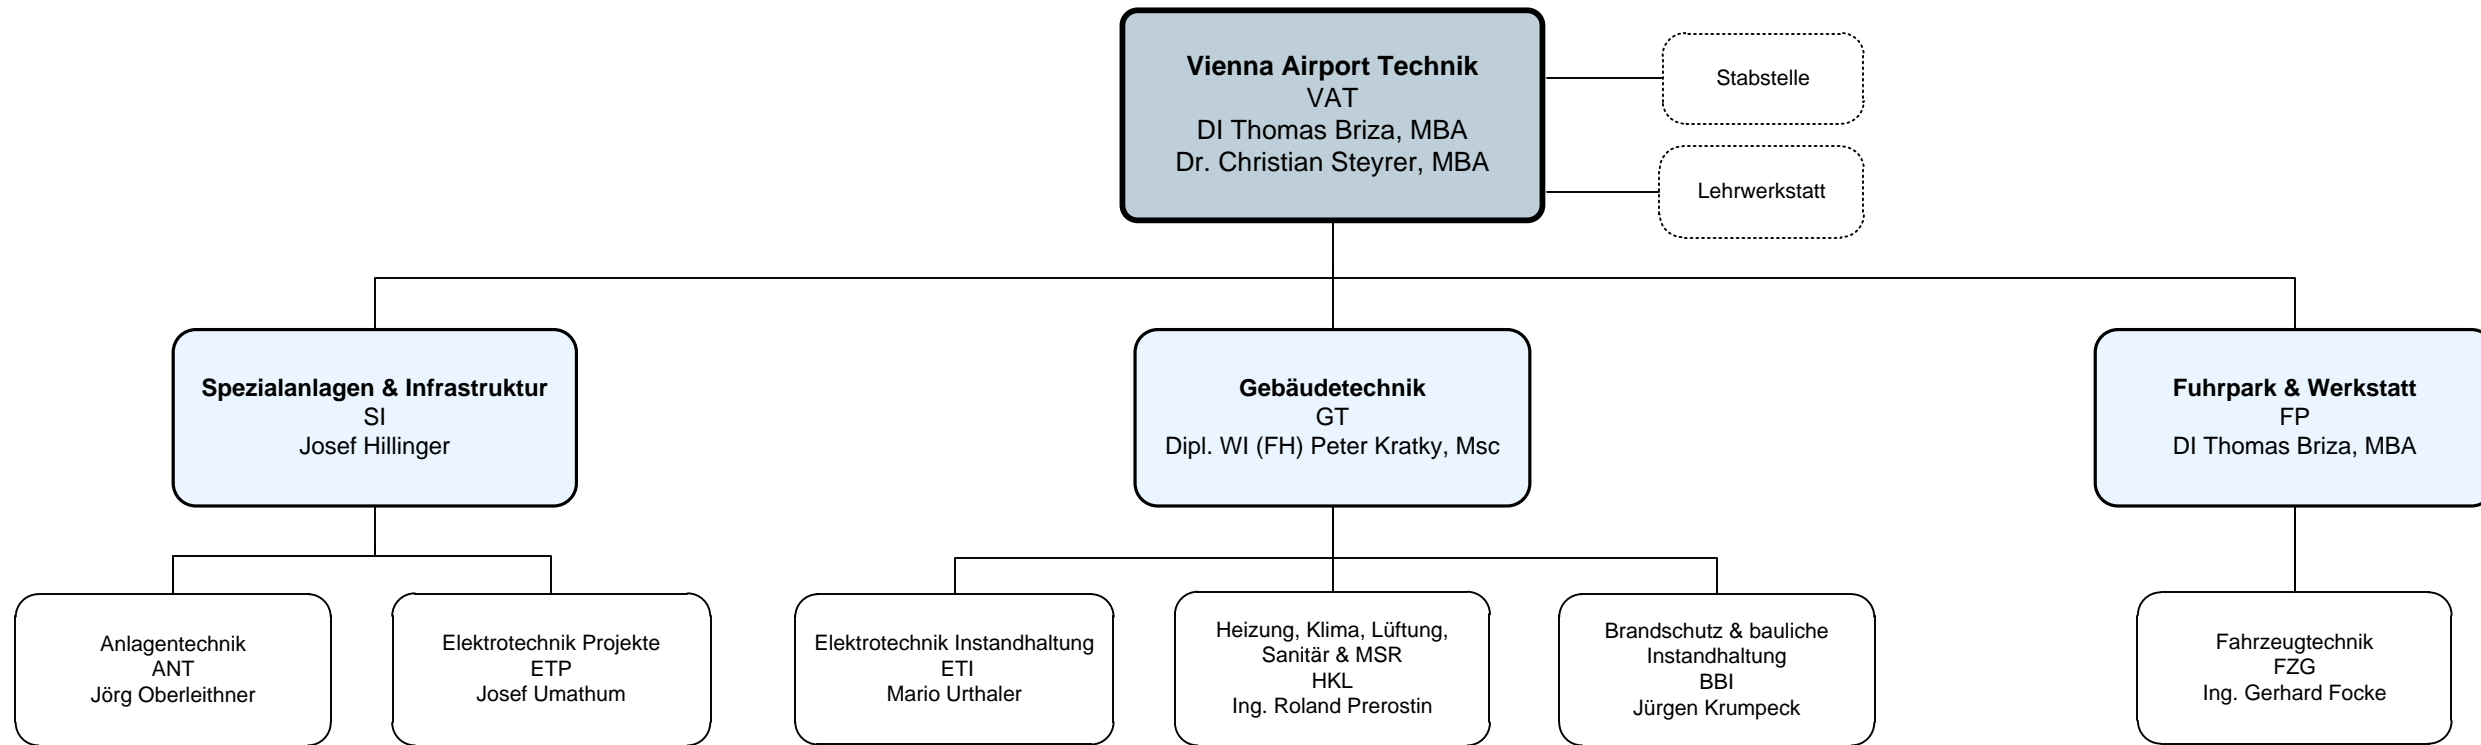 Vienna Airport Technik
VAT
DI Thomas Briza, MBA
Dr. Christian Steyrer, MBA
Stabstelle
Lehrwerkstatt
Spezialanlagen & Infrastruktur
SI
Josef Hillinger
Gebäudetechnik
GT
Dipl. WI (FH) Peter Kratky, Msc
Fuhrpark & Werkstatt
FP
DI Thomas Briza, MBA
Anlagentechnik
ANT
Jörg Oberleithner
Elektrotechnik Projekte
ETP
Josef Umathum
Elektrotechnik Instandhaltung
ETI
Mario Urthaler
Heizung, Klima, Lüftung,
Sanitär & MSR
HKL
Ing. Roland Prerostin
Brandschutz & bauliche
Instandhaltung
BBI
Jürgen Krumpeck
Fahrzeugtechnik
FZG
Ing. Gerhard Focke